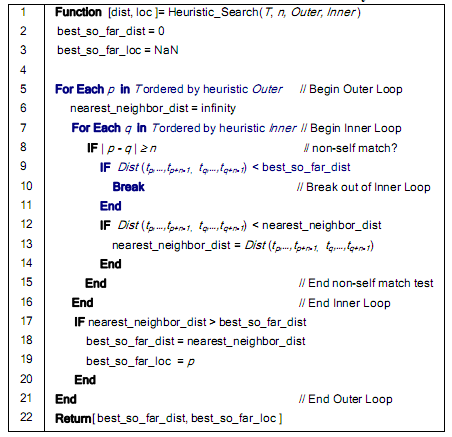 1 Function [dist, loc ]= Heuristic_Search(T, n, Outer, Inner )
2 best_so_far_dist = 0
3 best_so_far_loc = NaN
4
5 For Each p in T ordered by heuristic Outer // Begin Outer Loop
6 nearest_neighbor_dist = infinity
7 For Each q In T ordered by heuristic Inner // Begin Inner Loop
8 IF | p - q | ≥ n // non-self match?
9 IF Dist (tp,…,tp+n-1, tq,…,tq+n-1) < best_so_far_dist
10 Break // Break out of Inner Loop
11 End
12 IF Dist (tp,…,tp+n-1, tq,…,tq+n-1) < nearest_neighbor_dist
13 nearest_neighbor_dist = Dist (tp,…,tp+n-1, tq,…,tq+n-1)
14 End
15 End // End non-self match test
16 End // End Inner Loop
17 IF nearest_neighbor_dist > best_so_far_dist
18 best_so_far_dist = nearest_neighbor_dist
19 best_so_far_loc = p
20 End
21 End // End Outer Loop
22 Return[ best_so_far_dist, best_so_far_loc ]